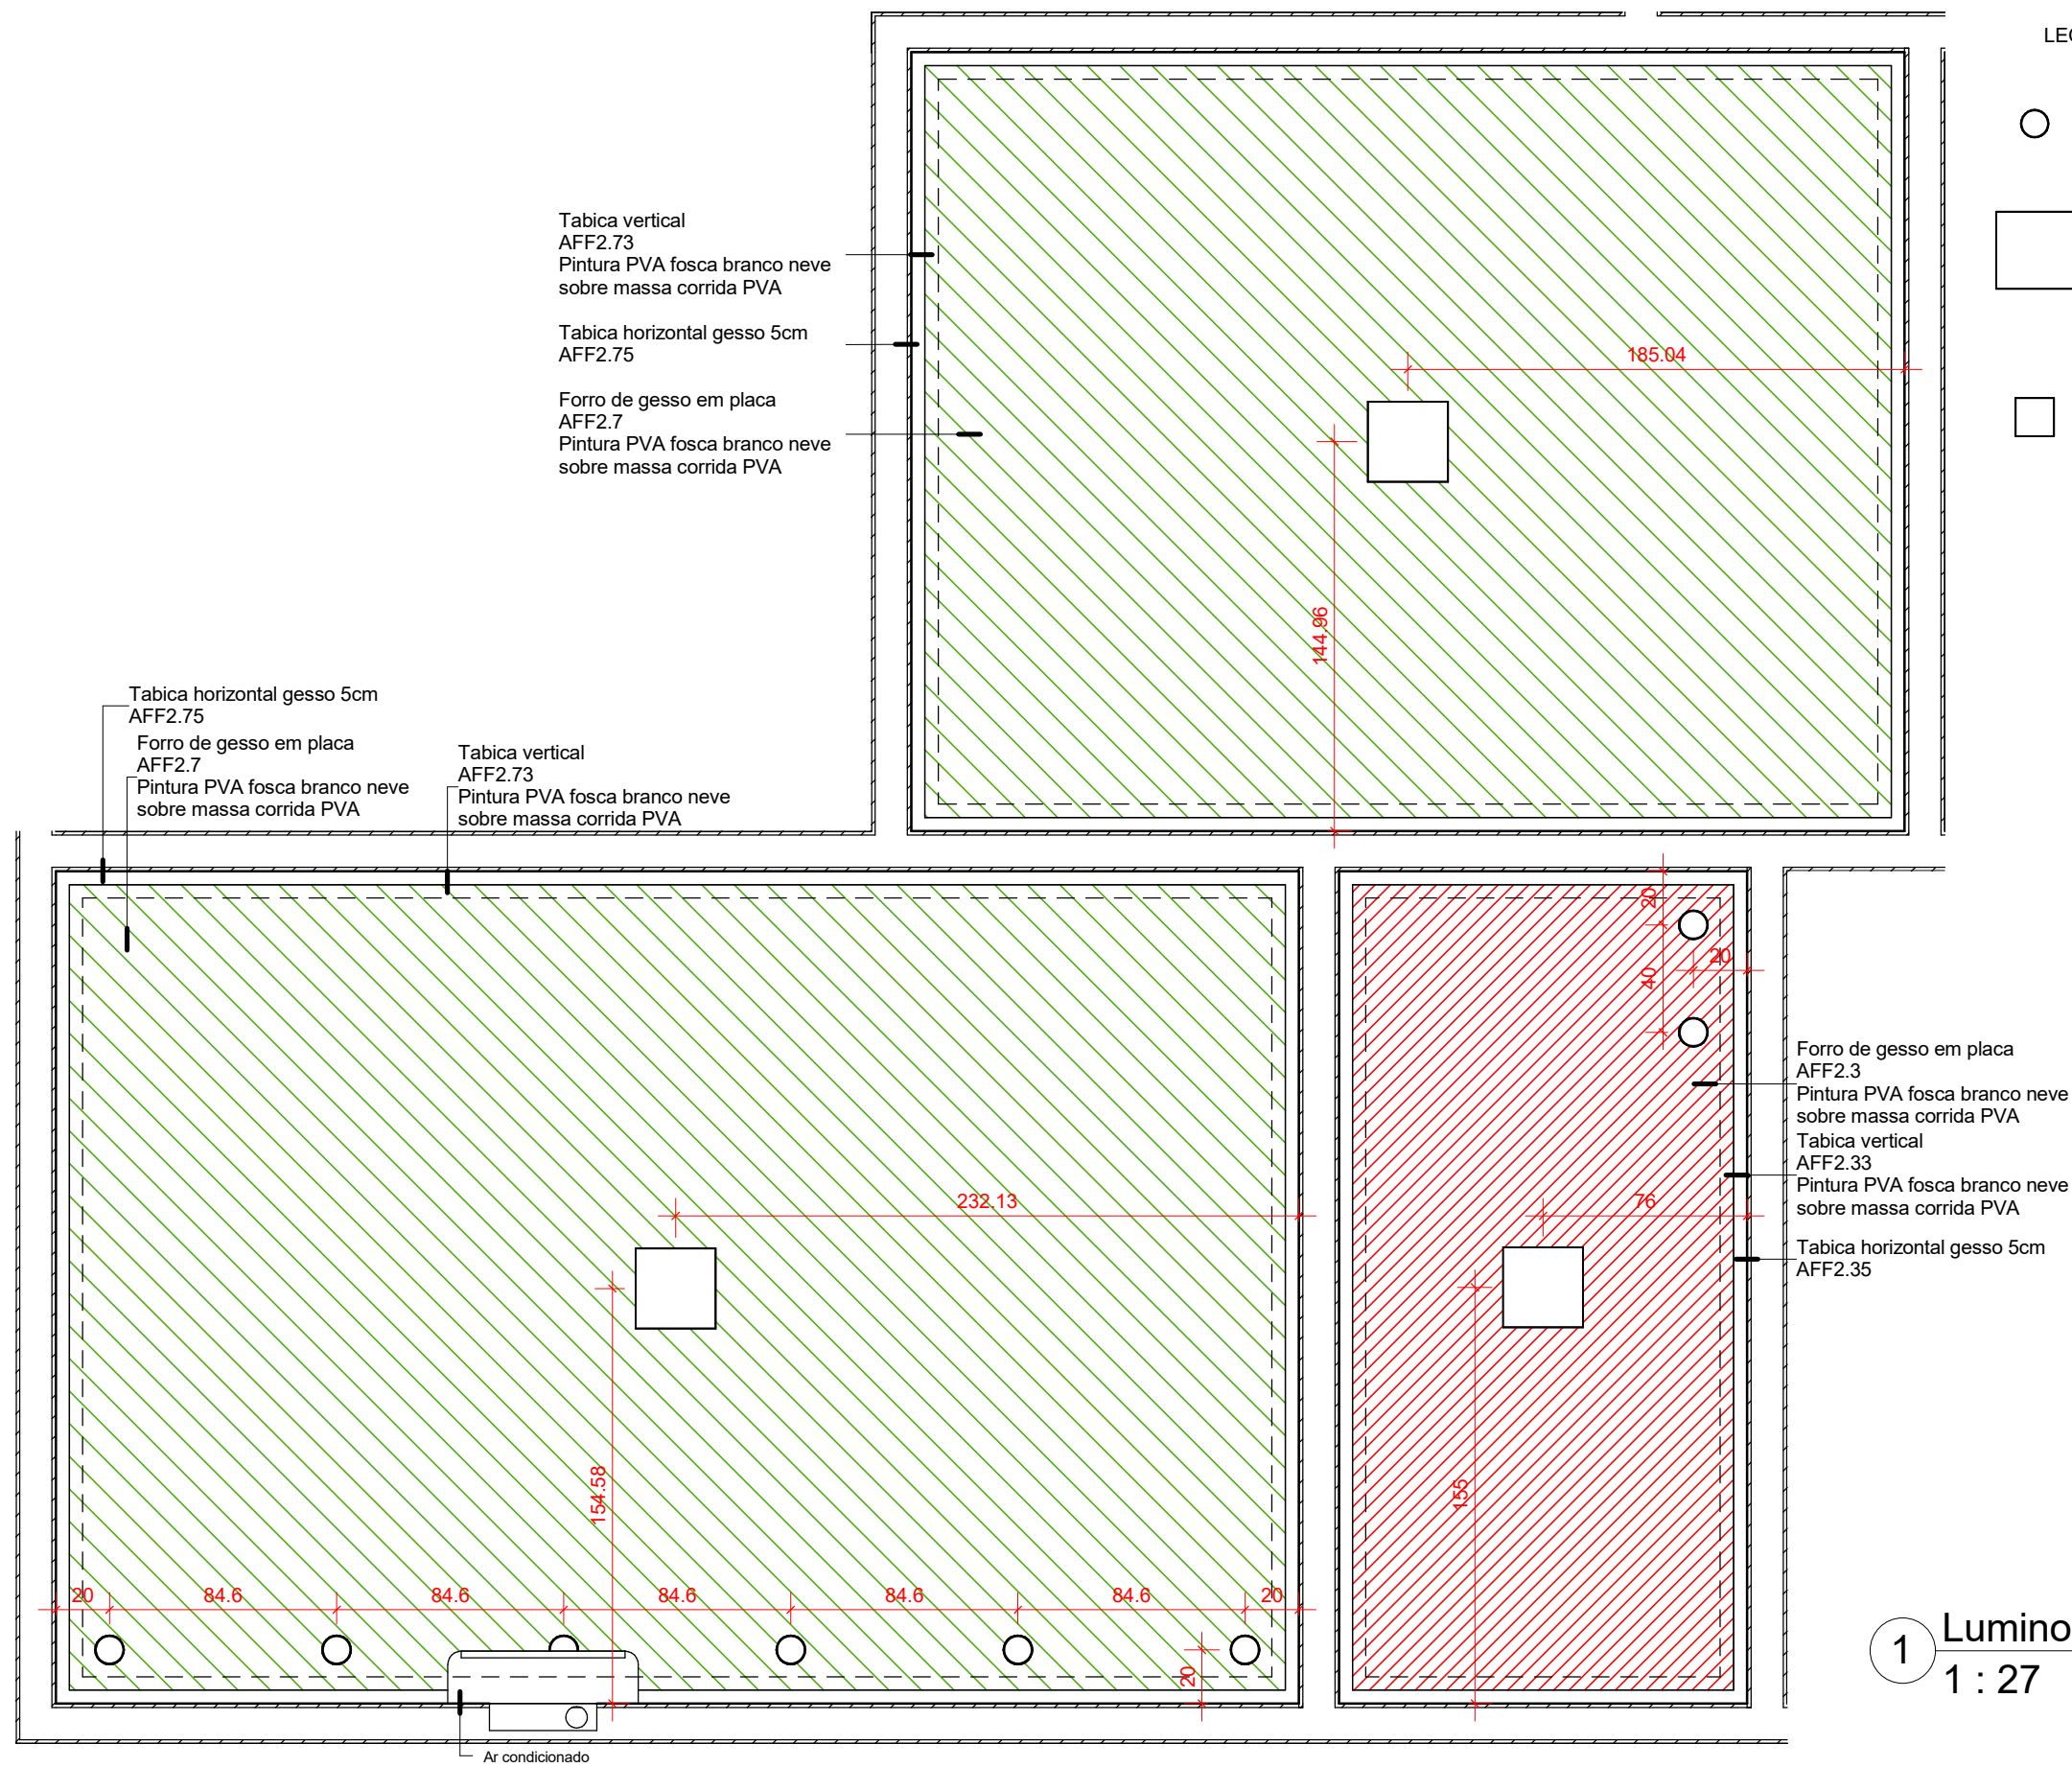 LEG
Tabica vertical
AFF2.73
Pintura PVA fosca branco neve
sobre massa corrida PVA
Tabica horizontal gesso 5cm
AFF2.75
Forro de gesso em placa
AFF2.7
Pintura PVA fosca branco neve
sobre massa corrida PVA
185.04
144.96
Tabica horizontal gesso 5cm
AFF2.75
Forro de gesso em placa
AFF2.7
Pintura PVA fosca branco neve
sobre massa corrida PVA
Tabica vertical
AFF2.73
Pintura PVA fosca branco neve
sobre massa corrida PVA
20
20
40
Forro de gesso em placa
AFF2.3
Pintura PVA fosca branco neve
sobre massa corrida PVA
Tabica vertical
AFF2.33
Pintura PVA fosca branco neve
sobre massa corrida PVA
Tabica horizontal gesso 5cm
AFF2.35
232.13
76
154.58
155
20
84.6
84.6
84.6
84.6
84.6
20
20
Ar condicionado
1
Lumino
1 : 27